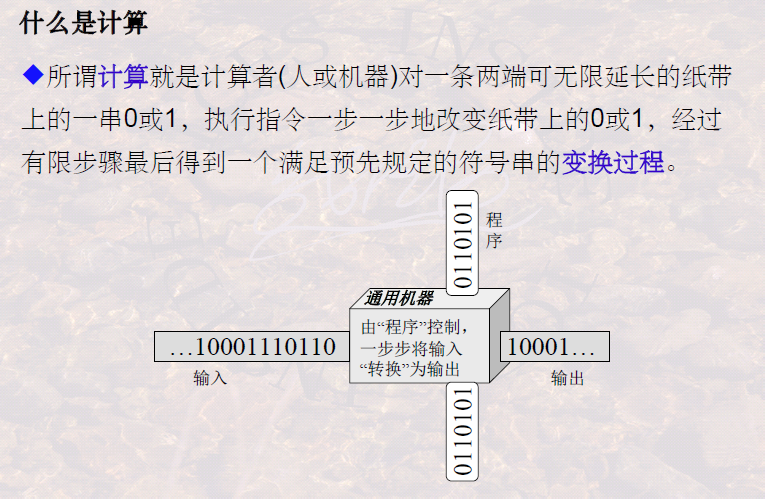 什么是计算
◆所谓计算就是计算者(人或机器)对一条两端可无限延长的纸带
上的一串0或1，执行指令一步一步地改变纸带上的0或1，经过
有限步骤最后得到一个满足预先规定的符号串的变换过程。
0110101
程
序
通用机器
由“程序”控制，
一步步将输入
“转换”为输出
…10001110110
10001…
输入
输出
0110101